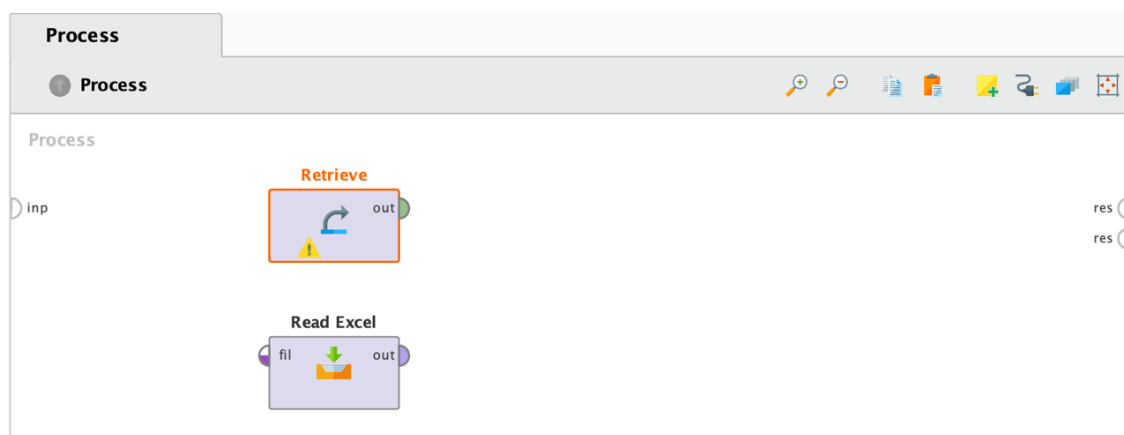 Process
Process
Process
Retrieve
inp
out
res
res
Read Excel
fil
out